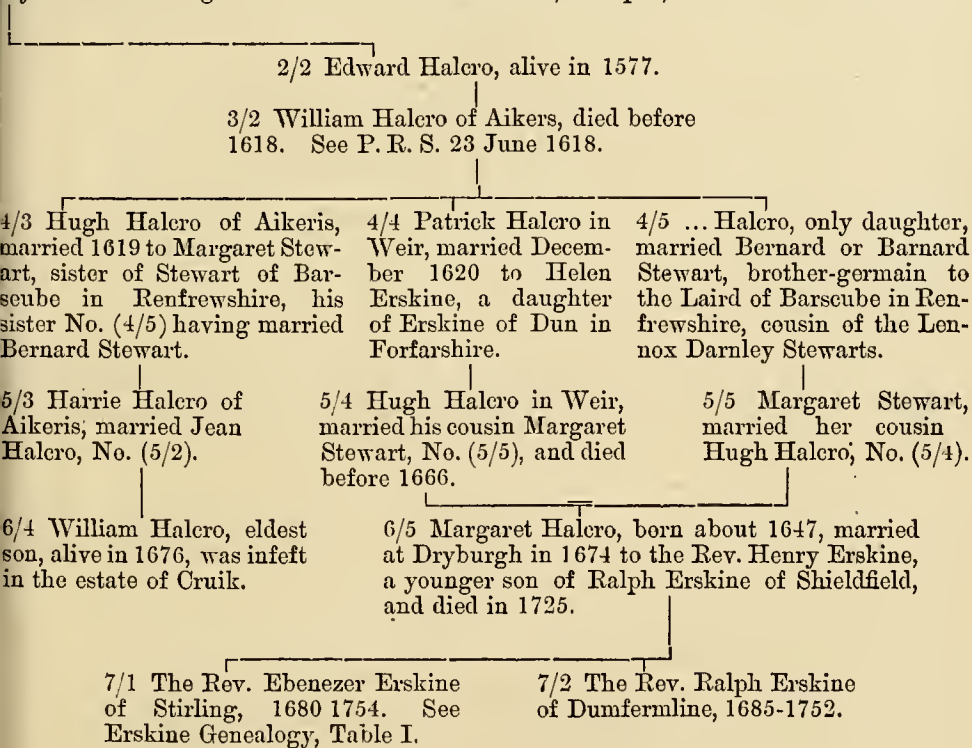 2/2 Edward Halcro, alive in 1577.
3/2 William Halcro of Aikers, died before
1618. See P. R. S. 23 June 1618.
4/3 Hugh Halcro of Aikeris,
married 1619 to Margaret Stew-
art, sister of Stewart of Bar-
scube in Renfrewshire, his
sister No. (4/5) having married
Bernard Stewart.
4/4 Patrick Halcro in
Weir, married Decem-
ber 1620 to Helen
Erskine, a daughter
of Erskine of Dun in
Forfarshire.
4/5 ... Halcro, only daughter,
married Bernard or Barnard
Stewart, brother-germain to
the Laird of Barscube in Ren-
frewshire, cousin of the Len-
nox Darnley Stewarts.
5/3 Harrie Halcro of
Aikeris, married Jean
Halcro, No. (5/2).
5/4 Hugh Halcro in Weir,
married his cousin Margaret
Stewart, No. (5/5), and died
before 1666.
5/5 Margaret Stewart,
married her cousin
Hugh Halcro, No. (5/4).
6/4 William Halcro, eldest
son, alive in 1676, was infeft
in the estate of Cruik.
6/5 Margaret Halcro, born about 1647, married
at Dryburgh in 1674 to the Rev. Henry Erskine,
a younger son of Ralph Erskine of Shieldfield,
and died in 1725.
7/1 The Rev. Ebenezer Erskine
of Stirling, 1680 1754. See
Erskine Genealogy, Table I.
7/2 The Rev. Ralph Erskine
of Dumfermline, 1685-1752.